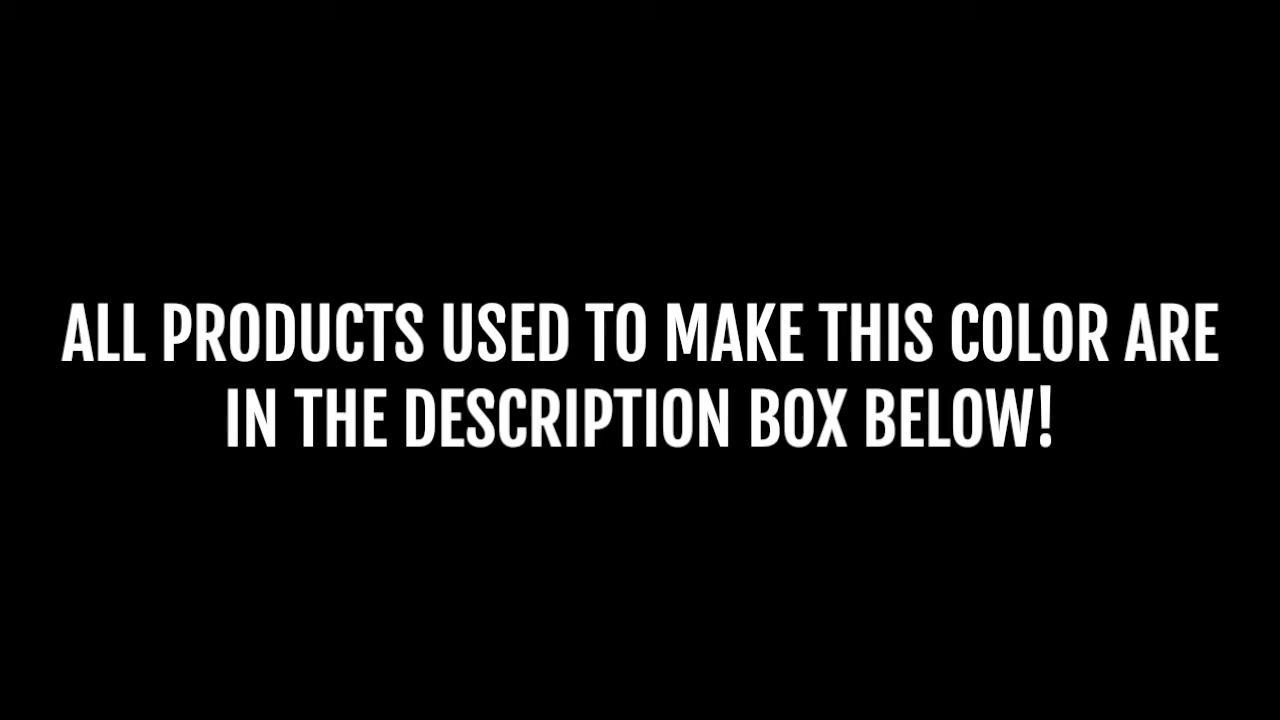 ALL PRODUCTS USED TO MAKE THIS COLOR ARE
IN THE DESCRIPTION BOX BELOW!